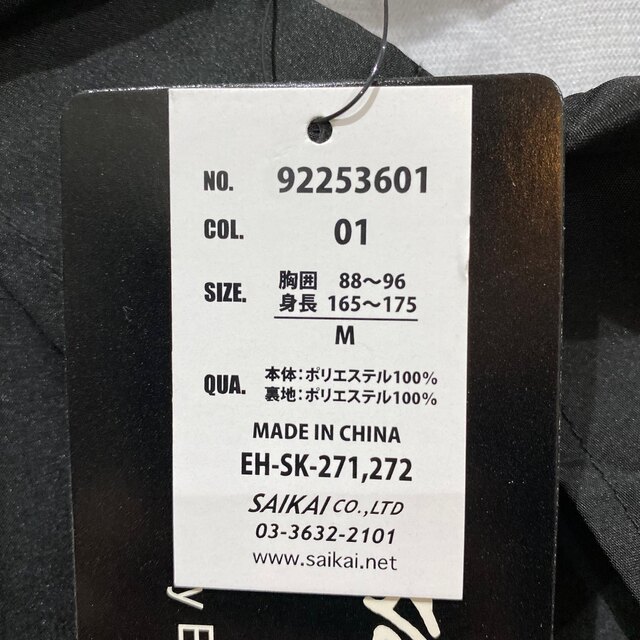 NO. 92253601
COL. 01
SIZE. 胸囲 88～96
身長 165～175
M
QUA. 本体:ポリエステル100%
裏地:ポリエステル100%
MADE IN CHINA
EH-SK-271,272
SAIKAI CO.,LTD
03-3632-2101
www.saikai.net